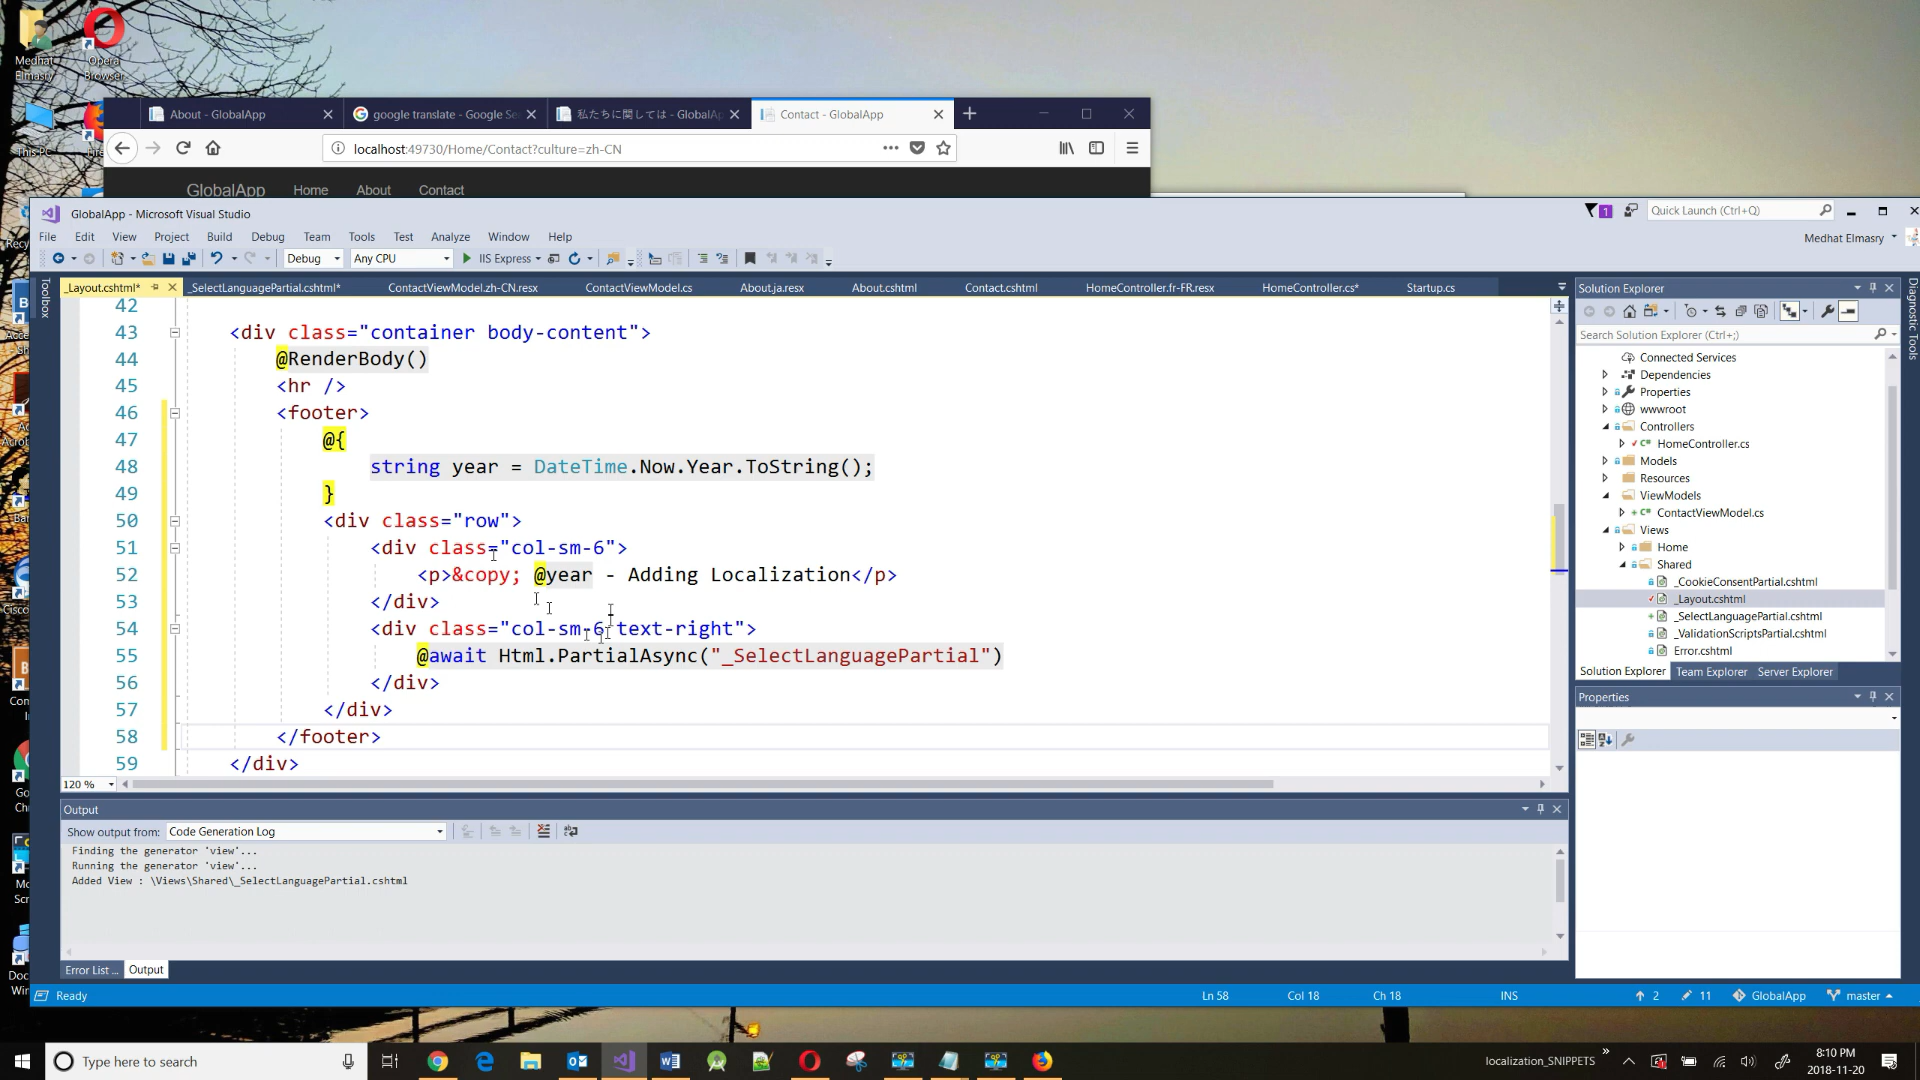 Medhat
Elmasry
Opera
Browser
This PC
About - GlobalApp
google translate - Google Se
私たちに関しては - GlobalAp
Contact - GlobalApp
localhost:49730/Home/Contact?culture=zh-CN
GlobalApp Home About Contact
GlobalApp - Microsoft Visual Studio
1
Quick Launch (Ctrl+Q)
File Edit View Project Build Debug Team Tools Test Analyze Window Help
Medhat Elmasry
Debug Any CPU IIS Express
Toolbox
_Layout.cshtml* _SelectLanguagePartial.cshtml* ContactViewModel.zh-CN.resx ContactViewModel.cs About.ja.resx About.cshtml Contact.cshtml HomeController.fr-FR.resx HomeController.cs* Startup.cs
42
43 <div class="container body-content">
44 @RenderBody()
45 <hr />
46 <footer>
47 @{
48 string year = DateTime.Now.Year.ToString();
49 }
50 <div class="row">
51 <div class="col-sm-6">
52 <p>&copy; @year - Adding Localization</p>
53 </div>
54 <div class="col-sm-6 text-right">
55 @await Html.PartialAsync("_SelectLanguagePartial")
56 </div>
57 </div>
58 </footer>
59 </div>
120 %
Output
Show output from: Code Generation Log
Finding the generator 'view'...
Running the generator 'view'...
Added View : \Views\Shared\_SelectLanguagePartial.cshtml
Error List ... Output
Solution Explorer
Search Solution Explorer (Ctrl+;)
Connected Services
Dependencies
Properties
wwwroot
Controllers
C# HomeController.cs
Models
Resources
ViewModels
C# ContactViewModel.cs
Views
Home
Shared
_CookieConsentPartial.cshtml
_Layout.cshtml
_SelectLanguagePartial.cshtml
_ValidationScriptsPartial.cshtml
Error.cshtml
Solution Explorer Team Explorer Server Explorer
Properties
Diagnostic Tools
Ready Ln 58 Col 18 Ch 18 INS 2 11 GlobalApp master
Type here to search
localization_SNIPPETS
8:10 PM
2018-11-20